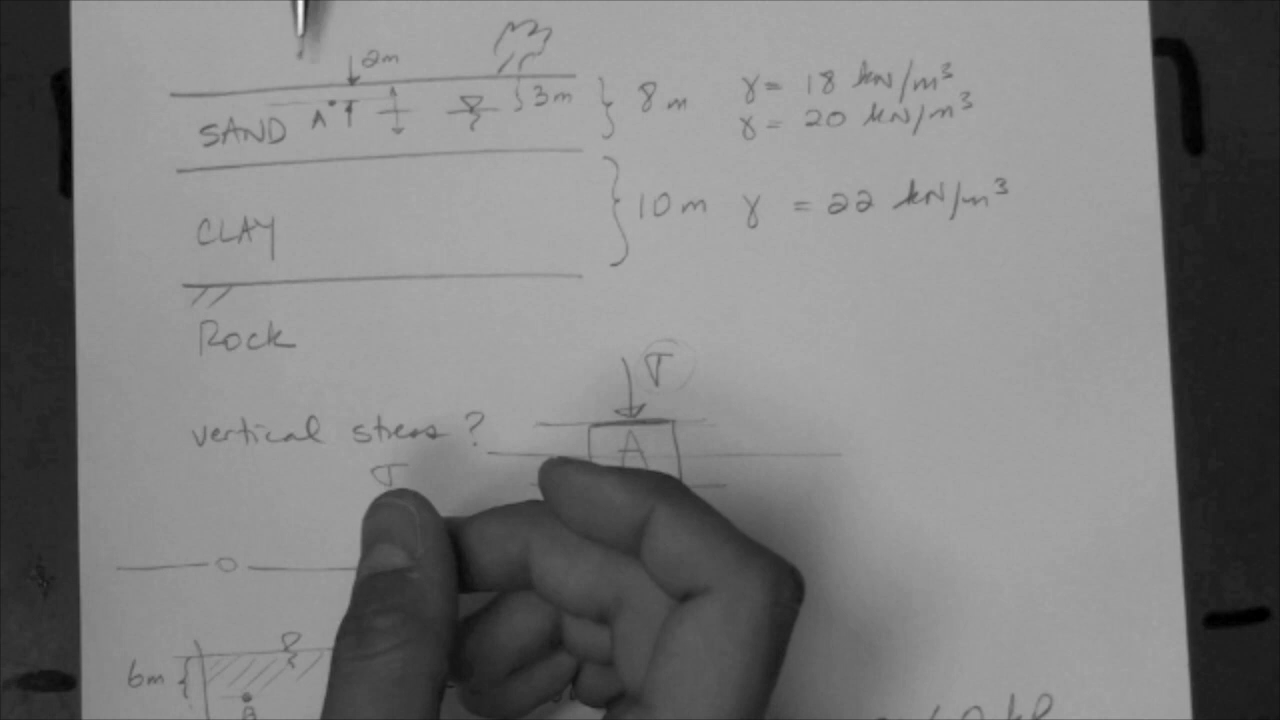 2m
3m
8m
γ = 18 kN/m³
SAND
A
γ = 20 kN/m³
CLAY
10m
γ = 22 kN/m³
Rock
σ
vertical stress ?
A
σ
6m
B